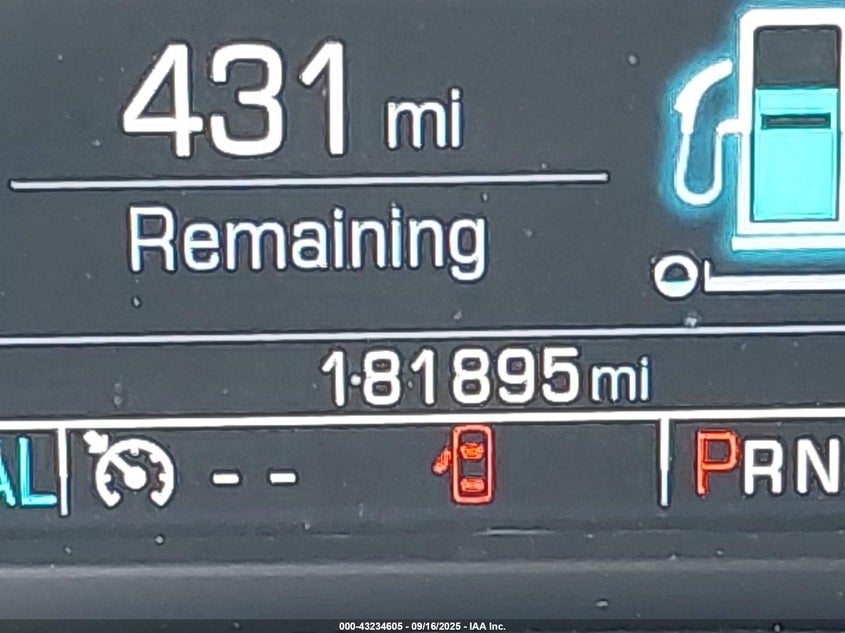 431 mi
Remaining
181895 mi
AL
-- PRN
000-43234605 - 09/16/2025 - IAA Inc.